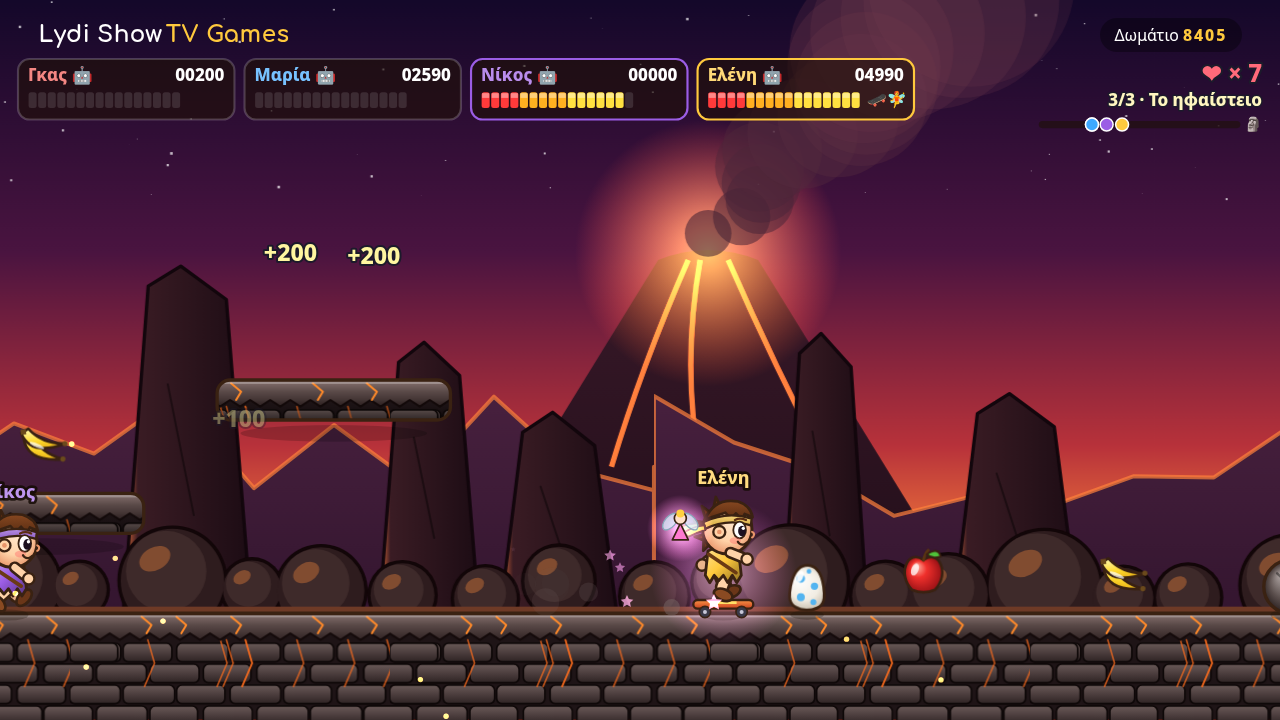 Lydi Show TV Games
Δωμάτιο 8405
Γκας 00200
Μαρία 02590
Νίκος 00000
Ελένη 04990
× 7
3/3 · Το ηφαίστειο
+200 +200
+100
Ελένη
ίκος